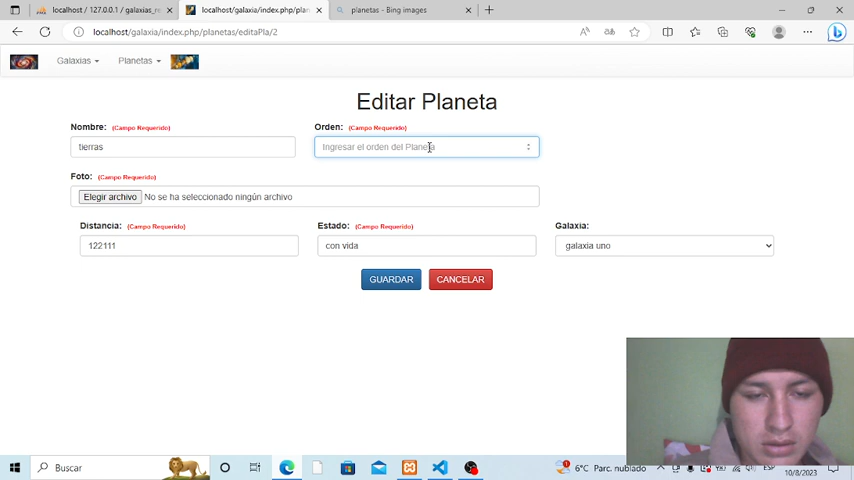 localhost / 127.0.0.1 / galaxias_re
localhost/galaxia/index.php/plan
planetas - Bing images
localhost/galaxia/index.php/planetas/editaPla/2
Galaxias
Planetas
Editar Planeta
Nombre: (Campo Requerido)
Orden: (Campo Requerido)
tierras
Ingresar el orden del Planeta
Foto: (Campo Requerido)
Elegir archivo No se ha seleccionado ningún archivo
Distancia: (Campo Requerido)
Estado: (Campo Requerido)
Galaxia:
122111
con vida
galaxia uno
GUARDAR
CANCELAR
Buscar
6°C Parc. nublado
ESP
10/8/2023